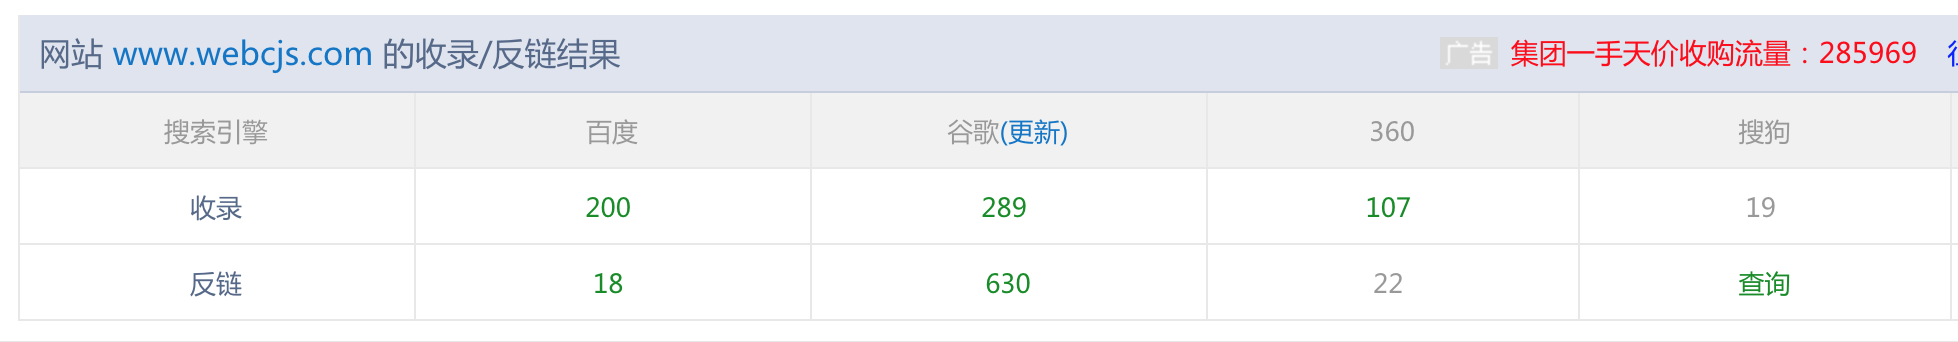 网站 www.webcjs.com 的收录/反链结果 广告 集团一手天价收购流量：285969
搜索引擎 百度 谷歌(更新) 360 搜狗
收录 200 289 107 19
反链 18 630 22 查询